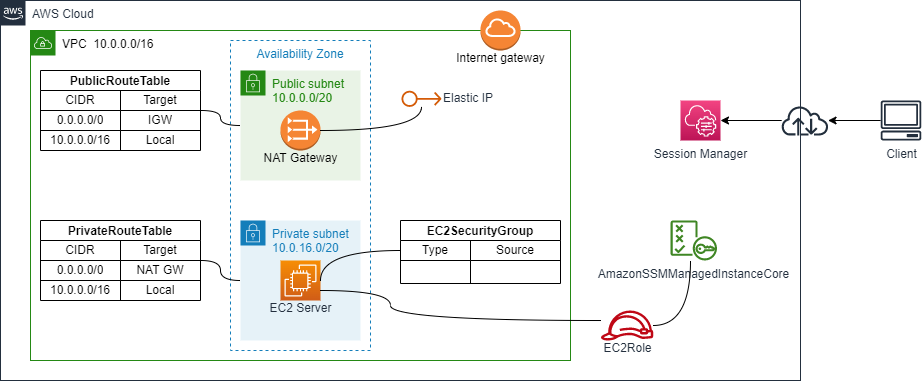 aws
AWS Cloud
VPC 10.0.0.0/16
Availability Zone
Internet gateway
PublicRouteTable
CIDR Target
0.0.0.0/0 IGW
10.0.0.0/16 Local
Public subnet
10.0.0.0/20
NAT Gateway
Elastic IP
Session Manager
Client
PrivateRouteTable
CIDR Target
0.0.0.0/0 NAT GW
10.0.0.0/16 Local
Private subnet
10.0.16.0/20
EC2 Server
EC2SecurityGroup
Type Source
AmazonSSMManagedInstanceCore
EC2Role